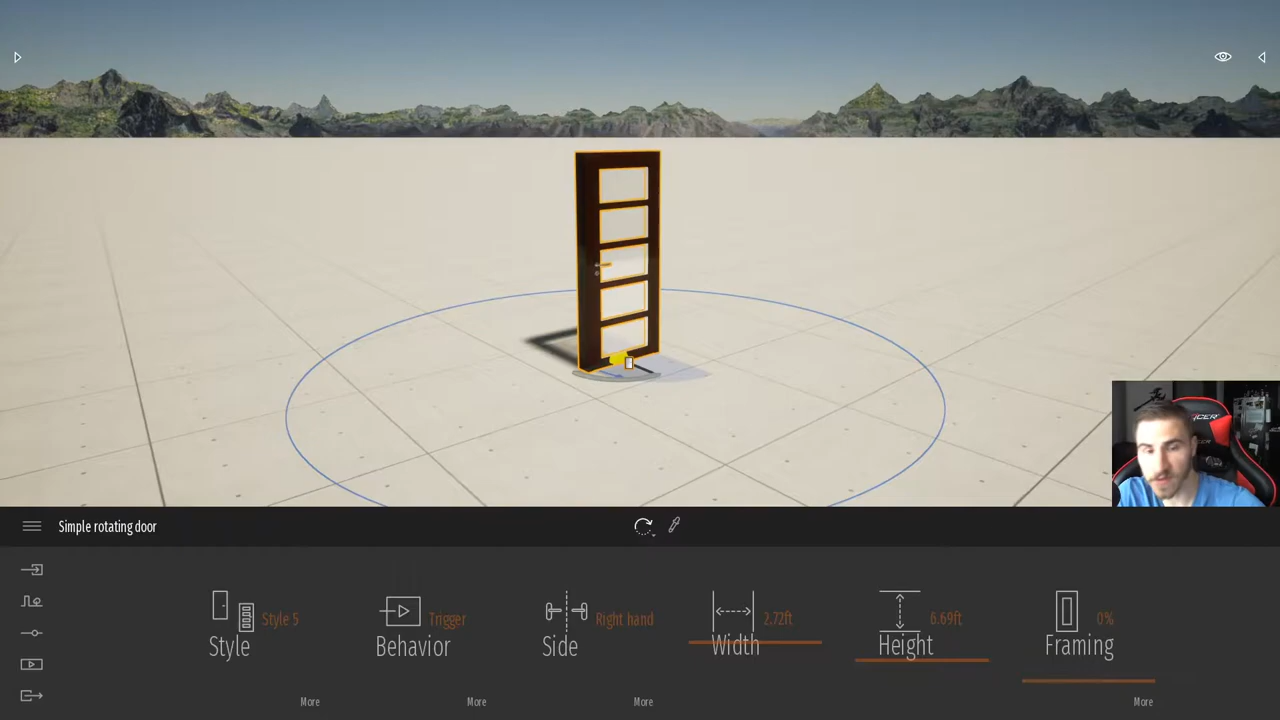 Simple rotating door
Style 5
Style
More
Trigger
Behavior
More
Right hand
Side
More
2.72ft
Width
6.69ft
Height
0%
Framing
More